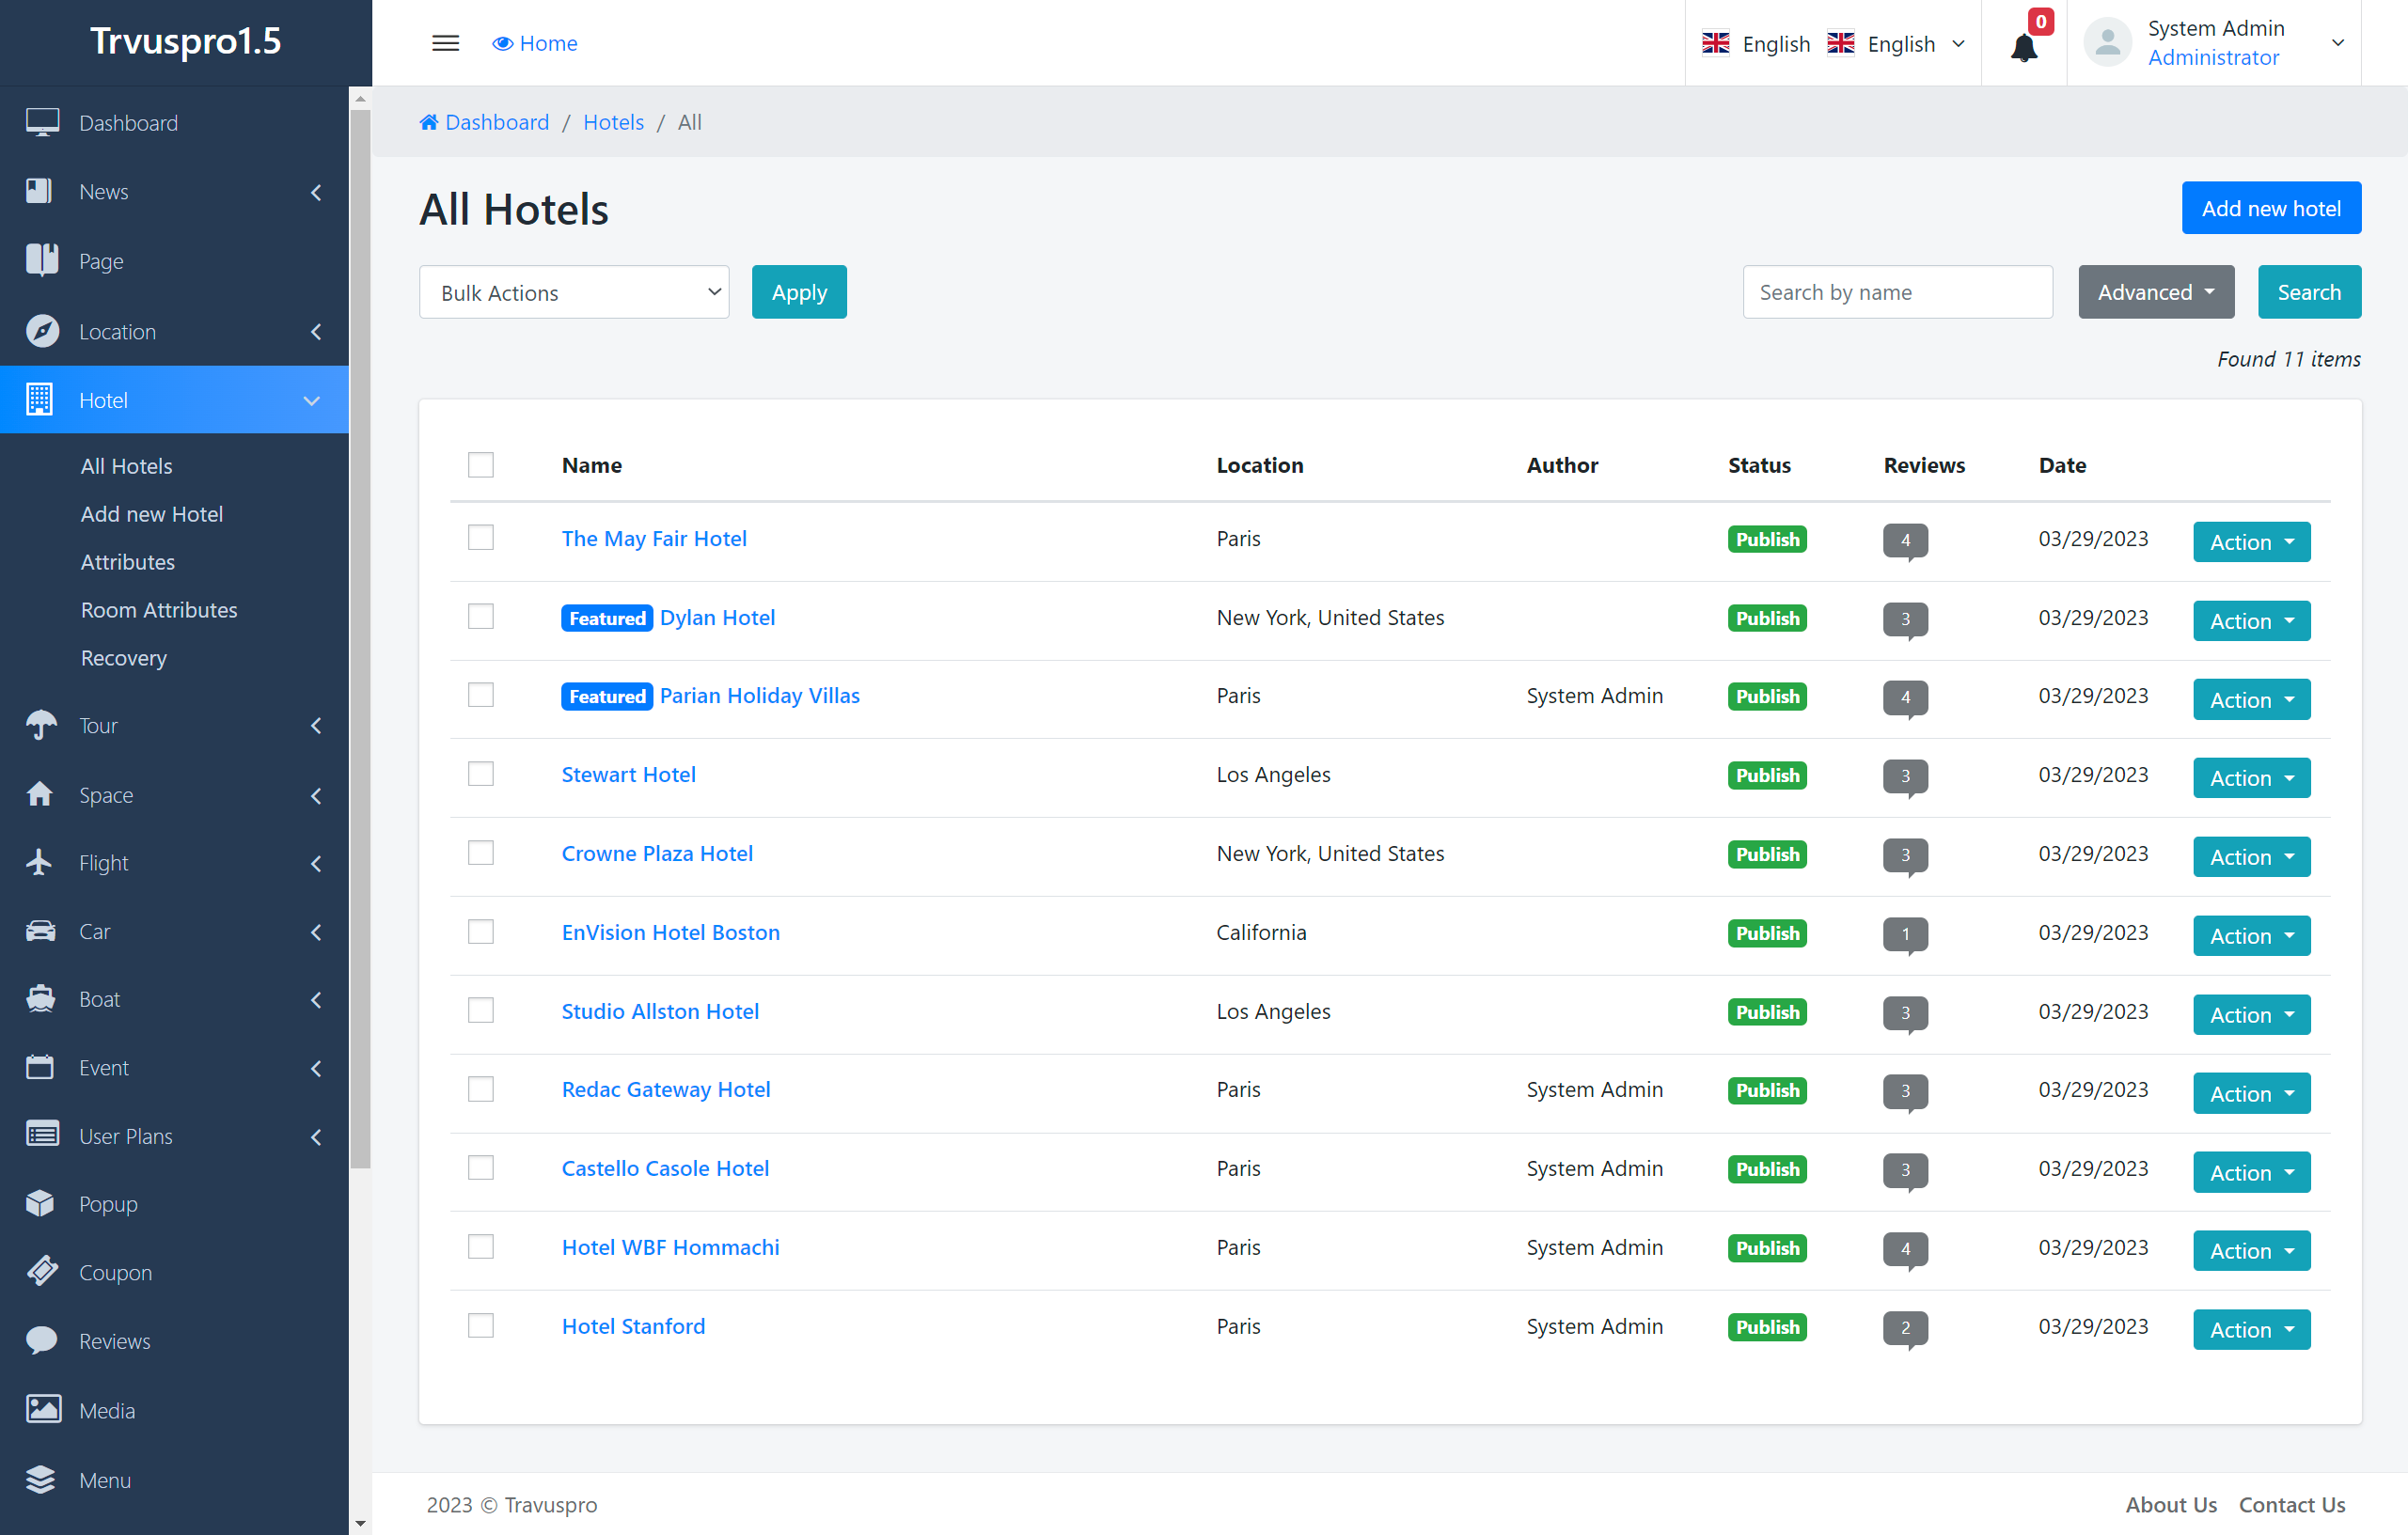 Trvuspro1.5
Home
English English
0
System Admin
Administrator
Dashboard
News
Page
Location
Hotel
All Hotels
Add new Hotel
Attributes
Room Attributes
Recovery
Tour
Space
Flight
Car
Boat
Event
User Plans
Popup
Coupon
Reviews
Media
Menu
Dashboard / Hotels / All
All Hotels
Add new hotel
Bulk Actions Apply Search by name Advanced Search
Found 11 items
Name Location Author Status Reviews Date
The May Fair Hotel Paris Publish 4 03/29/2023 Action
Featured Dylan Hotel New York, United States Publish 3 03/29/2023 Action
Featured Parian Holiday Villas Paris System Admin Publish 4 03/29/2023 Action
Stewart Hotel Los Angeles Publish 3 03/29/2023 Action
Crowne Plaza Hotel New York, United States Publish 3 03/29/2023 Action
EnVision Hotel Boston California Publish 1 03/29/2023 Action
Studio Allston Hotel Los Angeles Publish 3 03/29/2023 Action
Redac Gateway Hotel Paris System Admin Publish 3 03/29/2023 Action
Castello Casole Hotel Paris System Admin Publish 3 03/29/2023 Action
Hotel WBF Hommachi Paris System Admin Publish 4 03/29/2023 Action
Hotel Stanford Paris System Admin Publish 2 03/29/2023 Action
2023 © Travuspro
About Us Contact Us